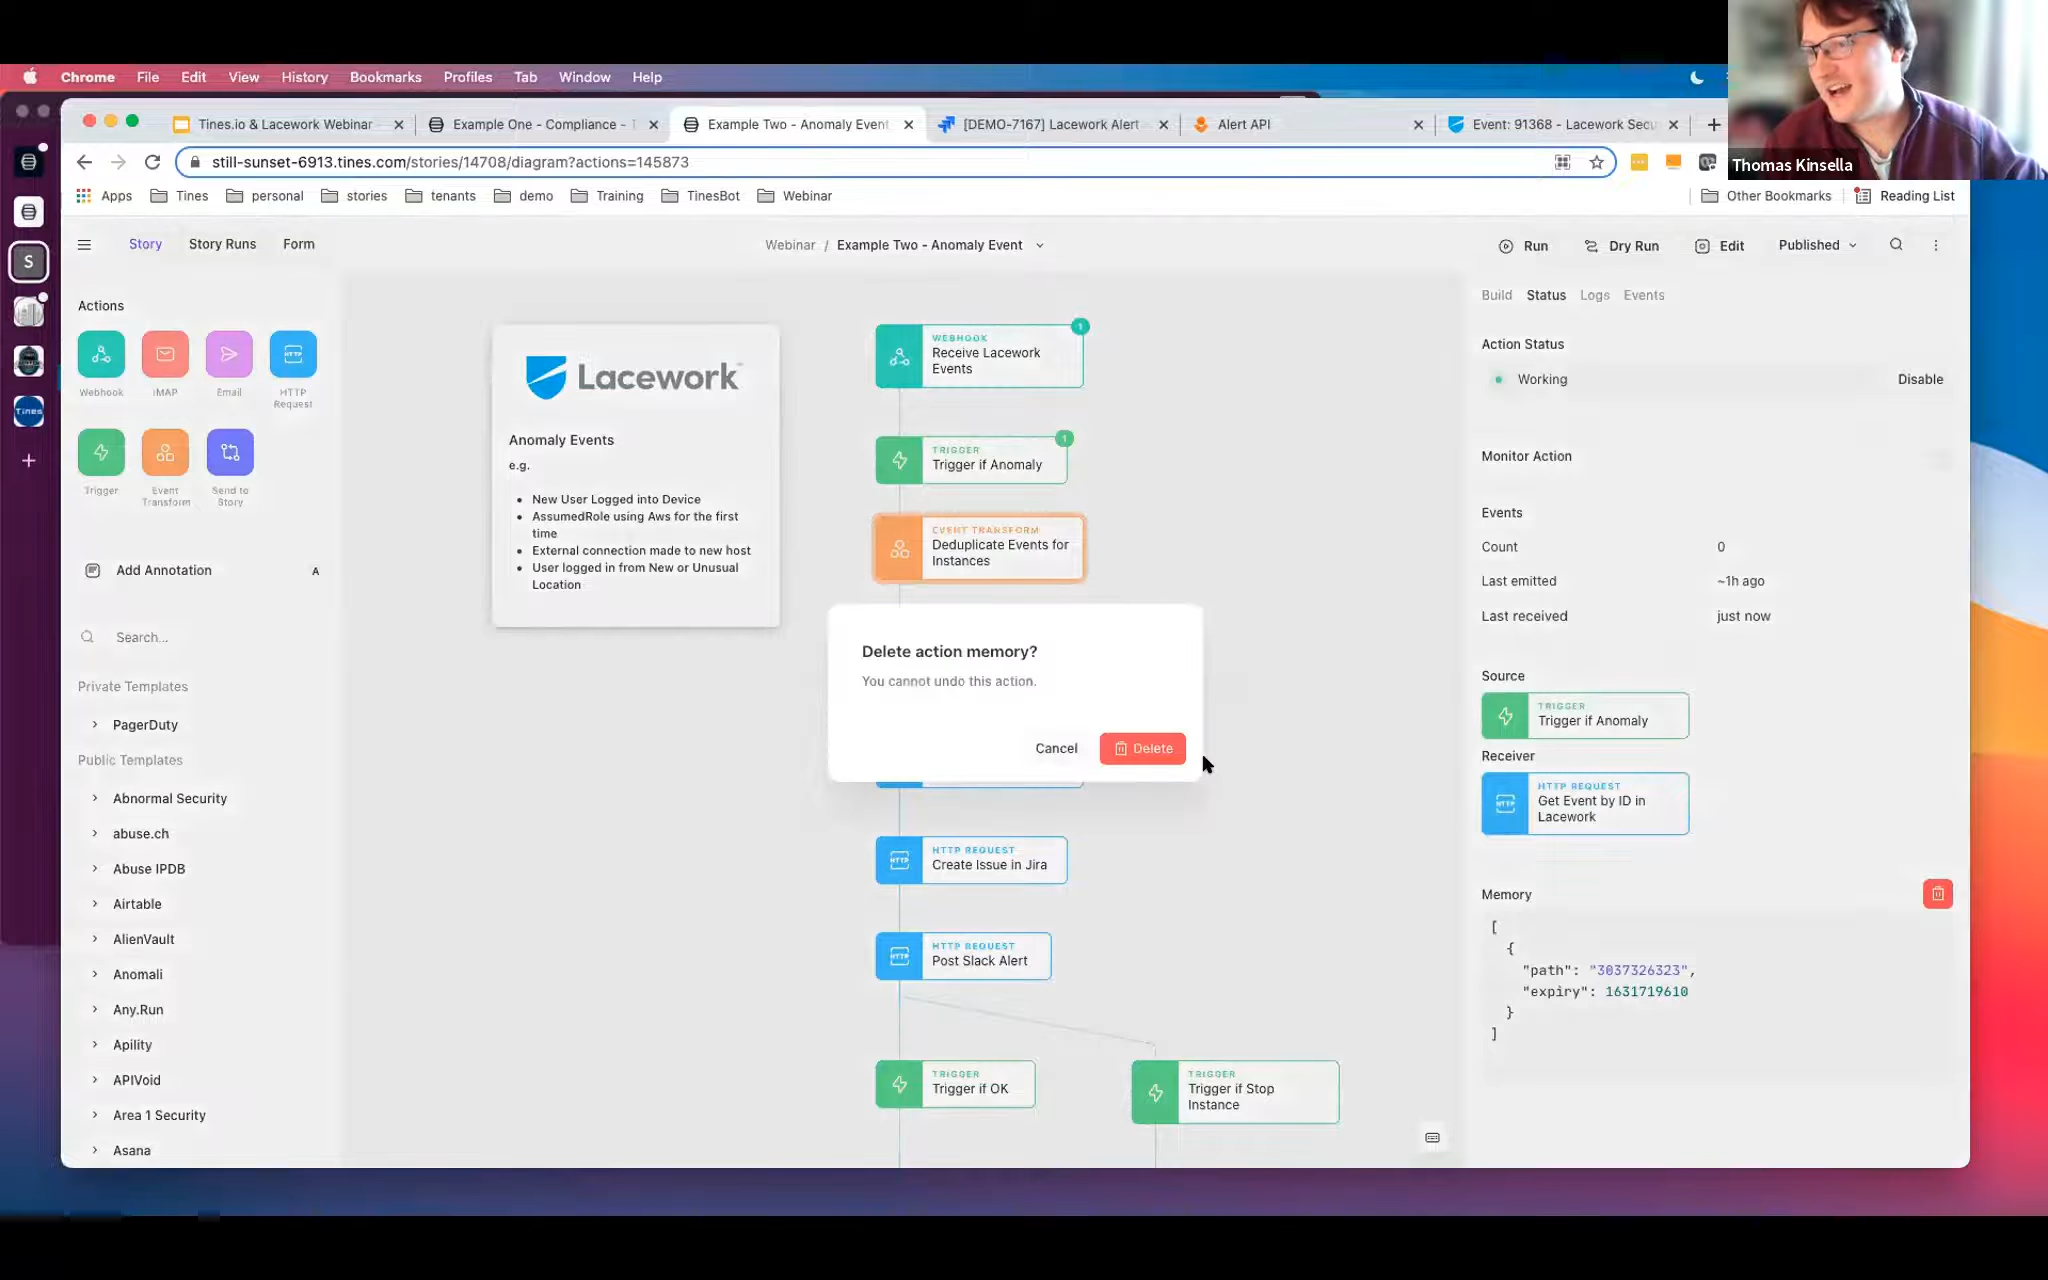 Chrome File Edit View History Bookmarks Profiles Tab Window Help
Thomas Kinsella
Tines.io & Lacework Webinar
Example One - Compliance -
Example Two - Anomaly Event
[DEMO-7167] Lacework Alert
Alert API
Event: 91368 - Lacework Secu
still-sunset-6913.tines.com/stories/14708/diagram?actions=145873
Apps Tines personal stories tenants demo Training TinesBot Webinar Other Bookmarks Reading List
Story Story Runs Form
Webinar / Example Two - Anomaly Event
Run Dry Run Edit Published
S
Tines
Actions
Webhook IMAP Email HTTP
Request
Trigger Event Send to
Transform Story
Add Annotation A
Search...
Private Templates
PagerDuty
Public Templates
Abnormal Security
abuse.ch
Abuse IPDB
Airtable
AlienVault
Anomali
Any.Run
Apility
APIVoid
Area 1 Security
Asana
Lacework
Anomaly Events
e.g.
New User Logged into Device
AssumedRole using Aws for the first
time
External connection made to new host
User logged in from New or Unusual
Location
1
WEBHOOK
Receive Lacework
Events
1
TRIGGER
Trigger if Anomaly
EVENT TRANSFORM
Deduplicate Events for
Instances
Delete action memory?
You cannot undo this action.
Cancel Delete
HTTP
HTTP REQUEST
Create Issue in Jira
HTTP
HTTP REQUEST
Post Slack Alert
TRIGGER
Trigger if OK
TRIGGER
Trigger if Stop
Instance
Build Status Logs Events
Action Status
Working Disable
Monitor Action
Events
Count 0
Last emitted ~1h ago
Last received just now
Source
TRIGGER
Trigger if Anomaly
Receiver
HTTP
HTTP REQUEST
Get Event by ID in
Lacework
Memory
[
{
"path": "3037326323",
"expiry": 1631719610
}
]